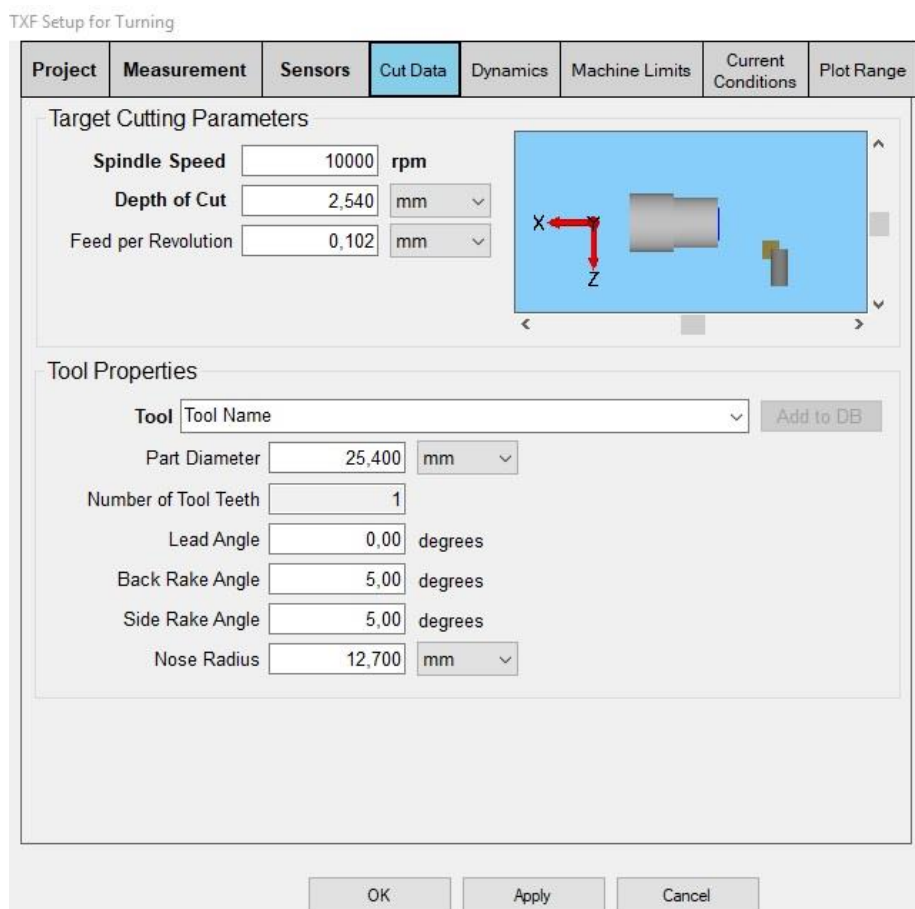 TXF Setup for Turning
Project Measurement Sensors Cut Data Dynamics Machine Limits Current Conditions Plot Range
Target Cutting Parameters
Spindle Speed 10000 rpm
Depth of Cut 2,540 mm
Feed per Revolution 0,102 mm
X Y
Z
Tool Properties
Tool Tool Name Add to DB
Part Diameter 25,400 mm
Number of Tool Teeth 1
Lead Angle 0,00 degrees
Back Rake Angle 5,00 degrees
Side Rake Angle 5,00 degrees
Nose Radius 12,700 mm
OK Apply Cancel